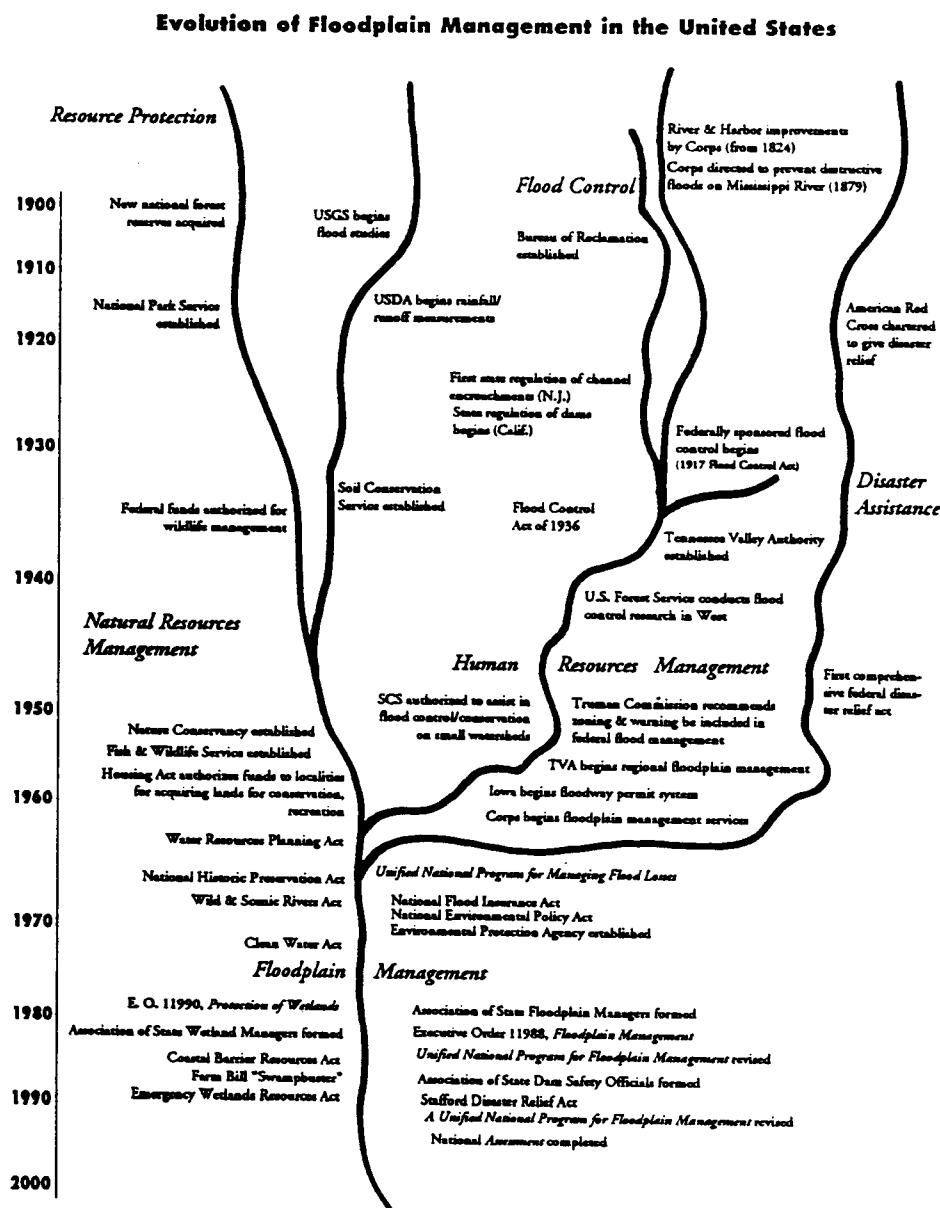 Evolution of Floodplain Management in the United States
Resource Protection
River & Harbor improvements
by Corps (from 1824)
Corps directed to prevent destructive
floods on Mississippi River (1879)
Flood Control
1900
New national forest
reserves acquired
USGS begins
flood studies
Bureau of Reclamation
established
1910
National Park Service
established
USDA begins rainfall/
runoff measurements
American Red
Cross chartered
to give disaster
relief
1920
First state regulation of channel
encroachments (N.J.)
State regulation of dams
begins (Calif.)
1930
Federally sponsored flood
control begins
(1917 Flood Control Act)
Disaster
Assistance
Soil Conservation
Service established
Federal funds authorized for
wildlife management
Flood Control
Act of 1936
Tennessee Valley Authority
established
1940
U.S. Forest Service conducts flood
control research in West
Natural Resources
Management
Human Resources Management
First comprehen-
sive federal disas-
ter relief act
1950
SCS authorized to assist in
flood control/conservation
on small watersheds
Truman Commission recommends
zoning & warning be included in
federal flood management
Nature Conservancy established
Fish & Wildlife Service established
TVA begins regional floodplain management
Housing Act authorizes funds to localities
for acquiring lands for conservation,
recreation
1960
Iowa begins floodway permit system
Corps begins floodplain management services
Water Resources Planning Act
National Historic Preservation Act
Unified National Program for Managing Flood Losses
Wild & Scenic Rivers Act
National Flood Insurance Act
National Environmental Policy Act
Environmental Protection Agency established
1970
Clean Water Act
Floodplain Management
E. O. 11990, Protection of Wetlands
Association of State Floodplain Managers formed
1980
Association of State Wetland Managers formed
Executive Order 11988, Floodplain Management
Coastal Barrier Resources Act
Unified National Program for Floodplain Management revised
Farm Bill "Swampbuster"
Association of State Dam Safety Officials formed
1990
Emergency Wetlands Resources Act
Stafford Disaster Relief Act
A Unified National Program for Floodplain Management revised
National Assessment completed
2000